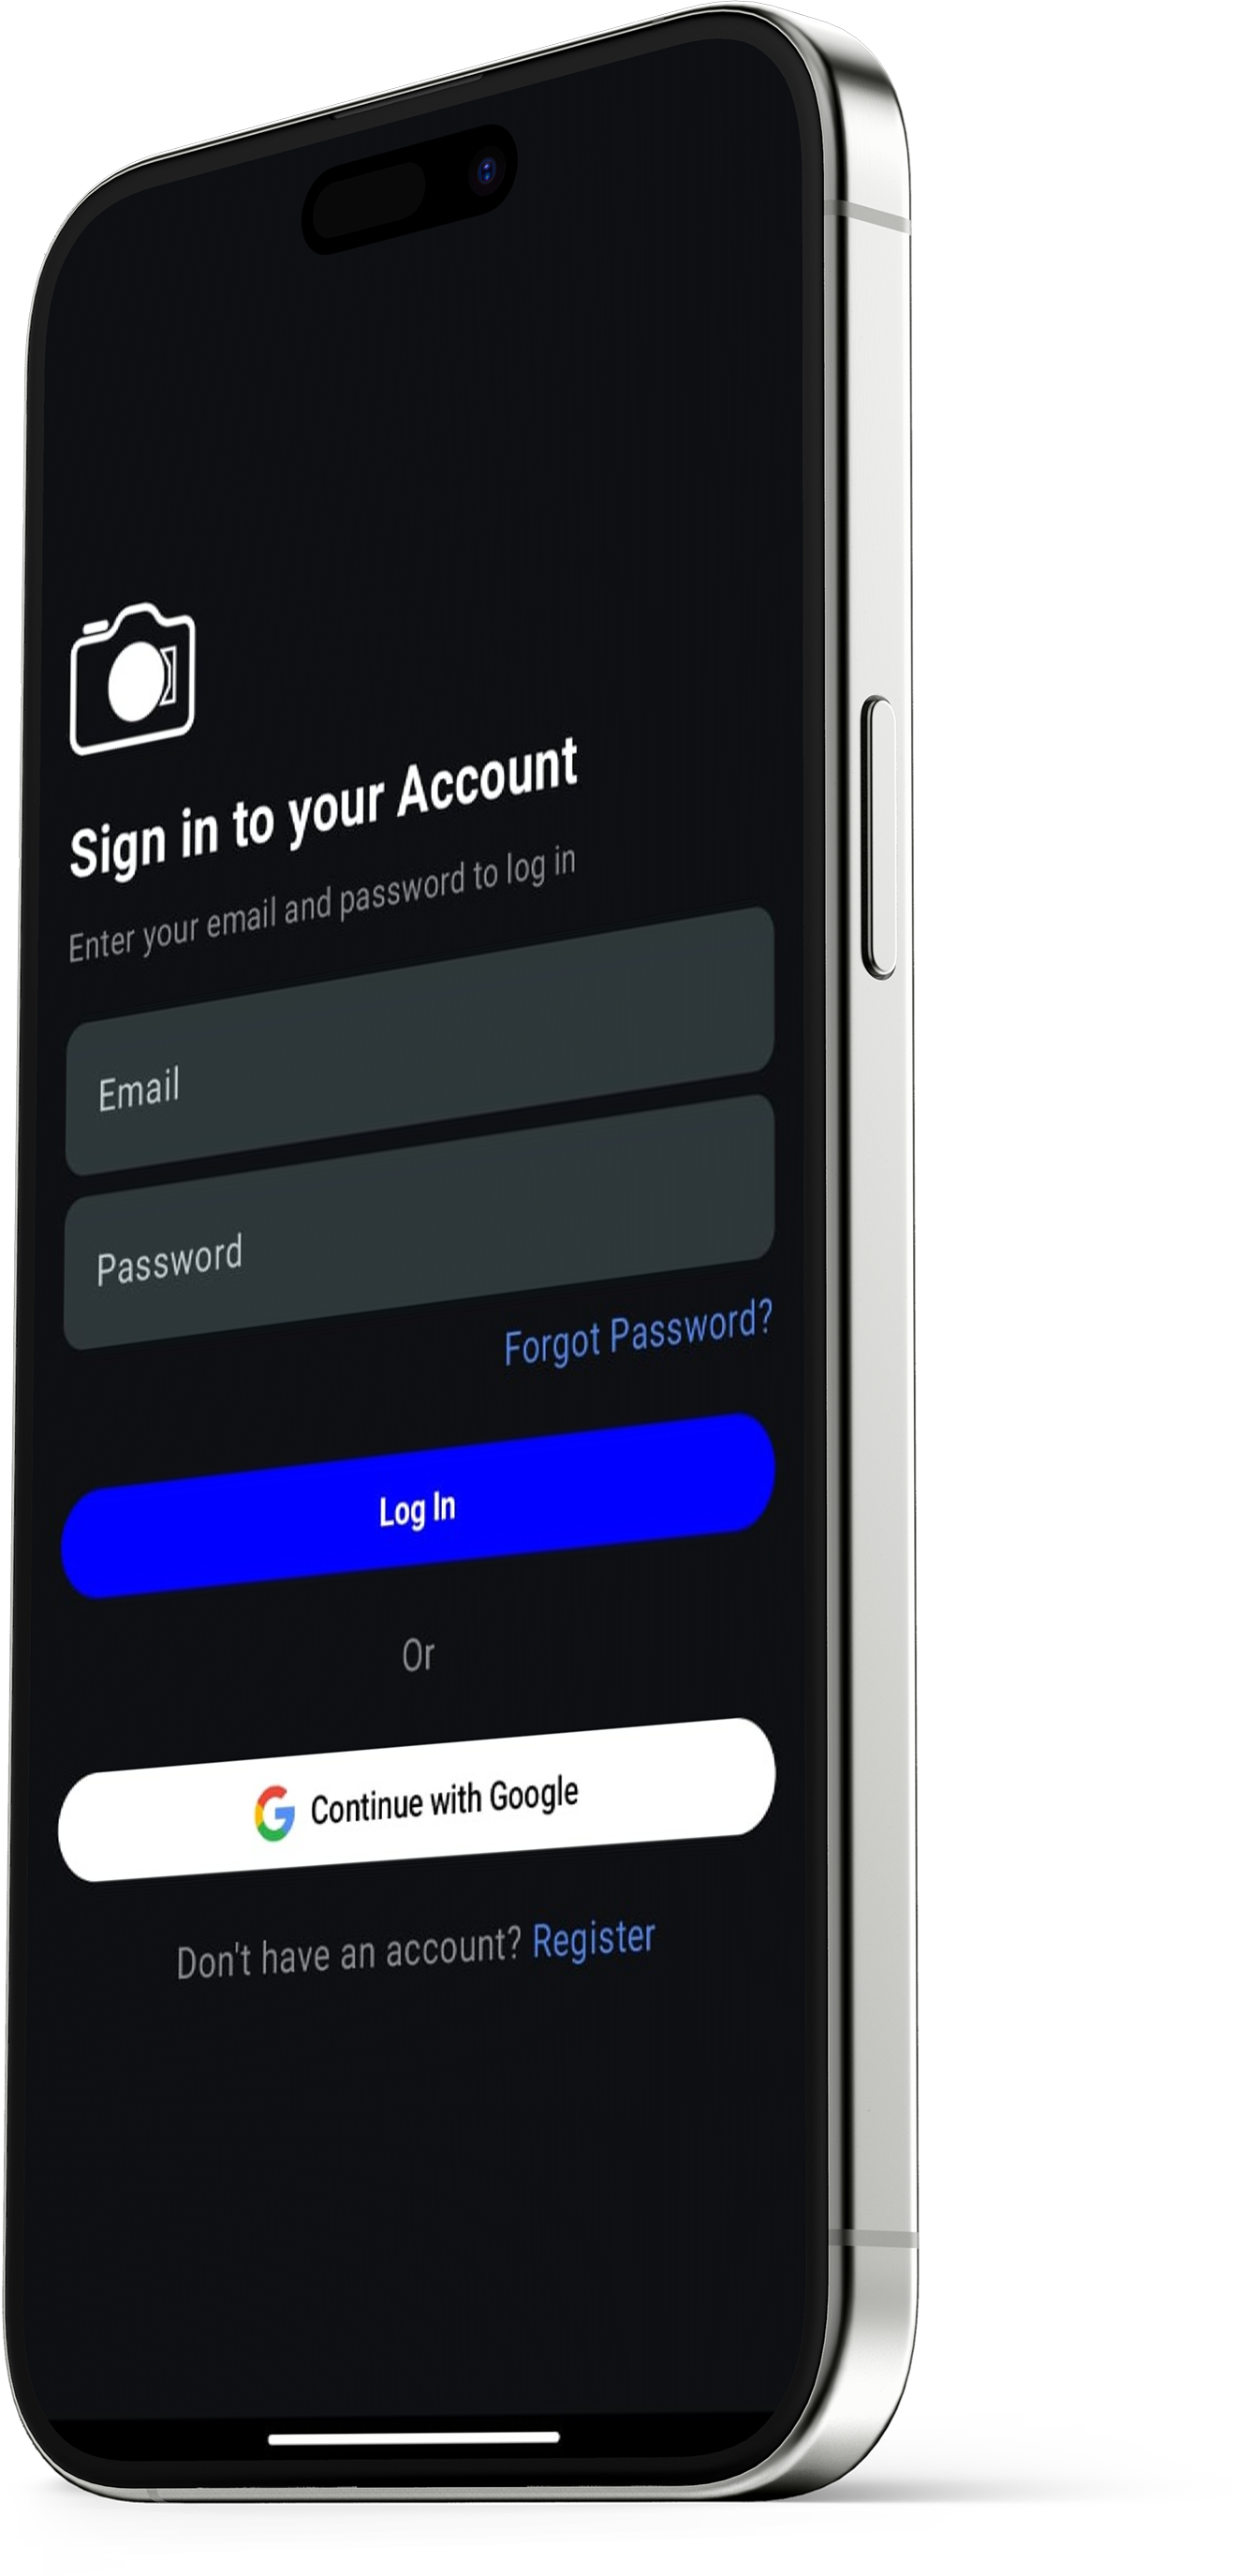 Sign in to your Account
Enter your email and password to log in
Email
Password
Forgot Password?
Log In
Or
Continue with Google
Don't have an account? Register